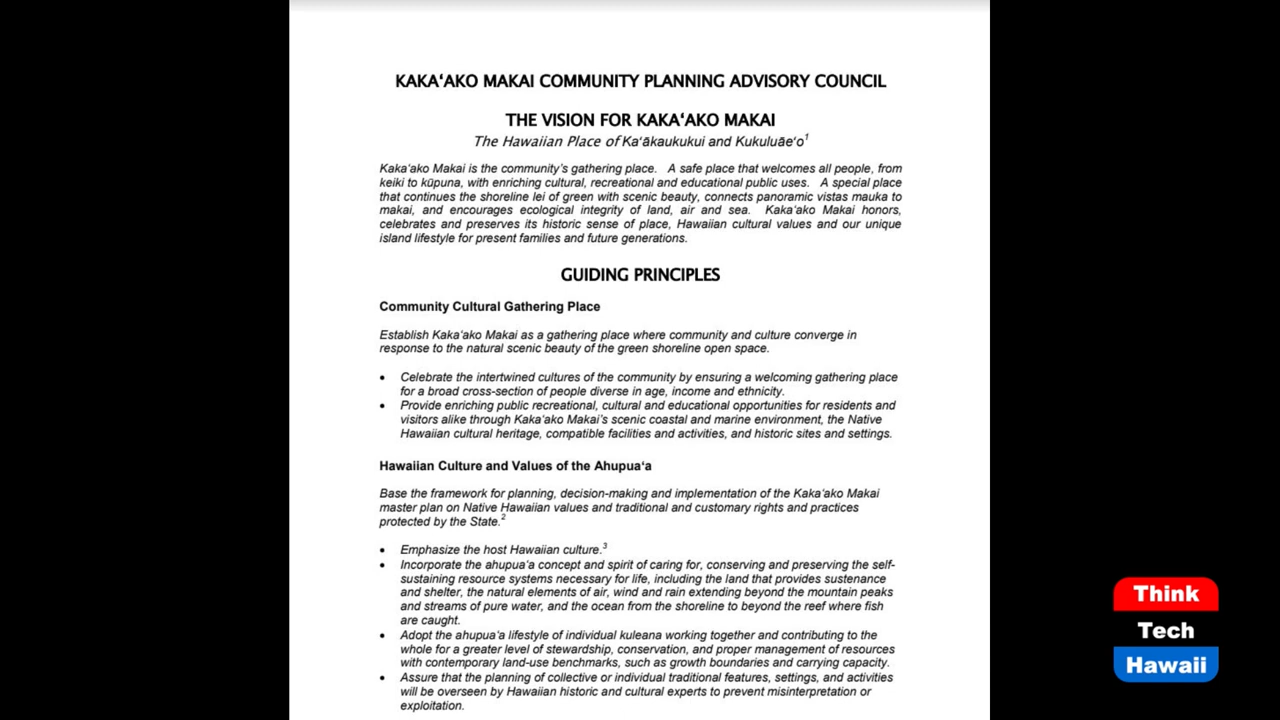 KAKAʻAKO MAKAI COMMUNITY PLANNING ADVISORY COUNCIL
THE VISION FOR KAKAʻAKO MAKAI
The Hawaiian Place of Kaʻākaukukui and Kukuluāeʻo1
Kakaʻako Makai is the community's gathering place. A safe place that welcomes all people, from
keiki to kūpuna, with enriching cultural, recreational and educational public uses. A special place
that continues the shoreline lei of green with scenic beauty, connects panoramic vistas mauka to
makai, and encourages ecological integrity of land, air and sea. Kakaʻako Makai honors,
celebrates and preserves its historic sense of place, Hawaiian cultural values and our unique
island lifestyle for present families and future generations.
GUIDING PRINCIPLES
Community Cultural Gathering Place
Establish Kakaʻako Makai as a gathering place where community and culture converge in
response to the natural scenic beauty of the green shoreline open space.
• Celebrate the intertwined cultures of the community by ensuring a welcoming gathering place
for a broad cross-section of people diverse in age, income and ethnicity.
• Provide enriching public recreational, cultural and educational opportunities for residents and
visitors alike through Kakaʻako Makai's scenic coastal and marine environment, the Native
Hawaiian cultural heritage, compatible facilities and activities, and historic sites and settings.
Hawaiian Culture and Values of the Ahupuaʻa
Base the framework for planning, decision-making and implementation of the Kakaʻako Makai
master plan on Native Hawaiian values and traditional and customary rights and practices
protected by the State.2
• Emphasize the host Hawaiian culture.3
• Incorporate the ahupuaʻa concept and spirit of caring for, conserving and preserving the self-
sustaining resource systems necessary for life, including the land that provides sustenance
and shelter, the natural elements of air, wind and rain extending beyond the mountain peaks
and streams of pure water, and the ocean from the shoreline to beyond the reef where fish
are caught.
• Adopt the ahupuaʻa lifestyle of individual kuleana working together and contributing to the
whole for a greater level of stewardship, conservation, and proper management of resources
with contemporary land-use benchmarks, such as growth boundaries and carrying capacity.
• Assure that the planning of collective or individual traditional features, settings, and activities
will be overseen by Hawaiian historic and cultural experts to prevent misinterpretation or
exploitation.
Think
Tech
Hawaii